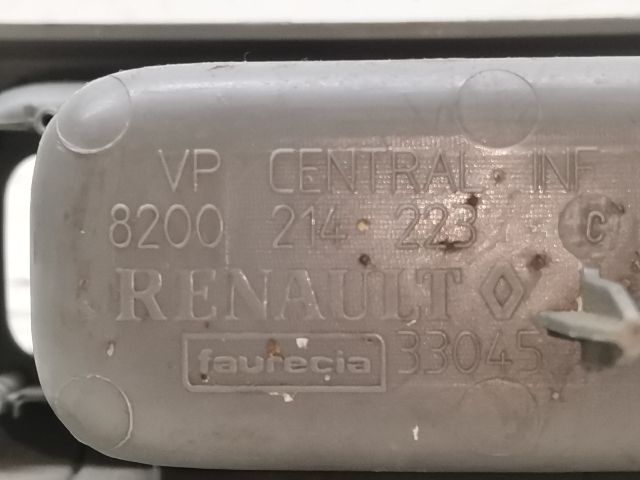 VP CENTRAL INF
8200 214 223 C
RENAULT
faurecia 33045